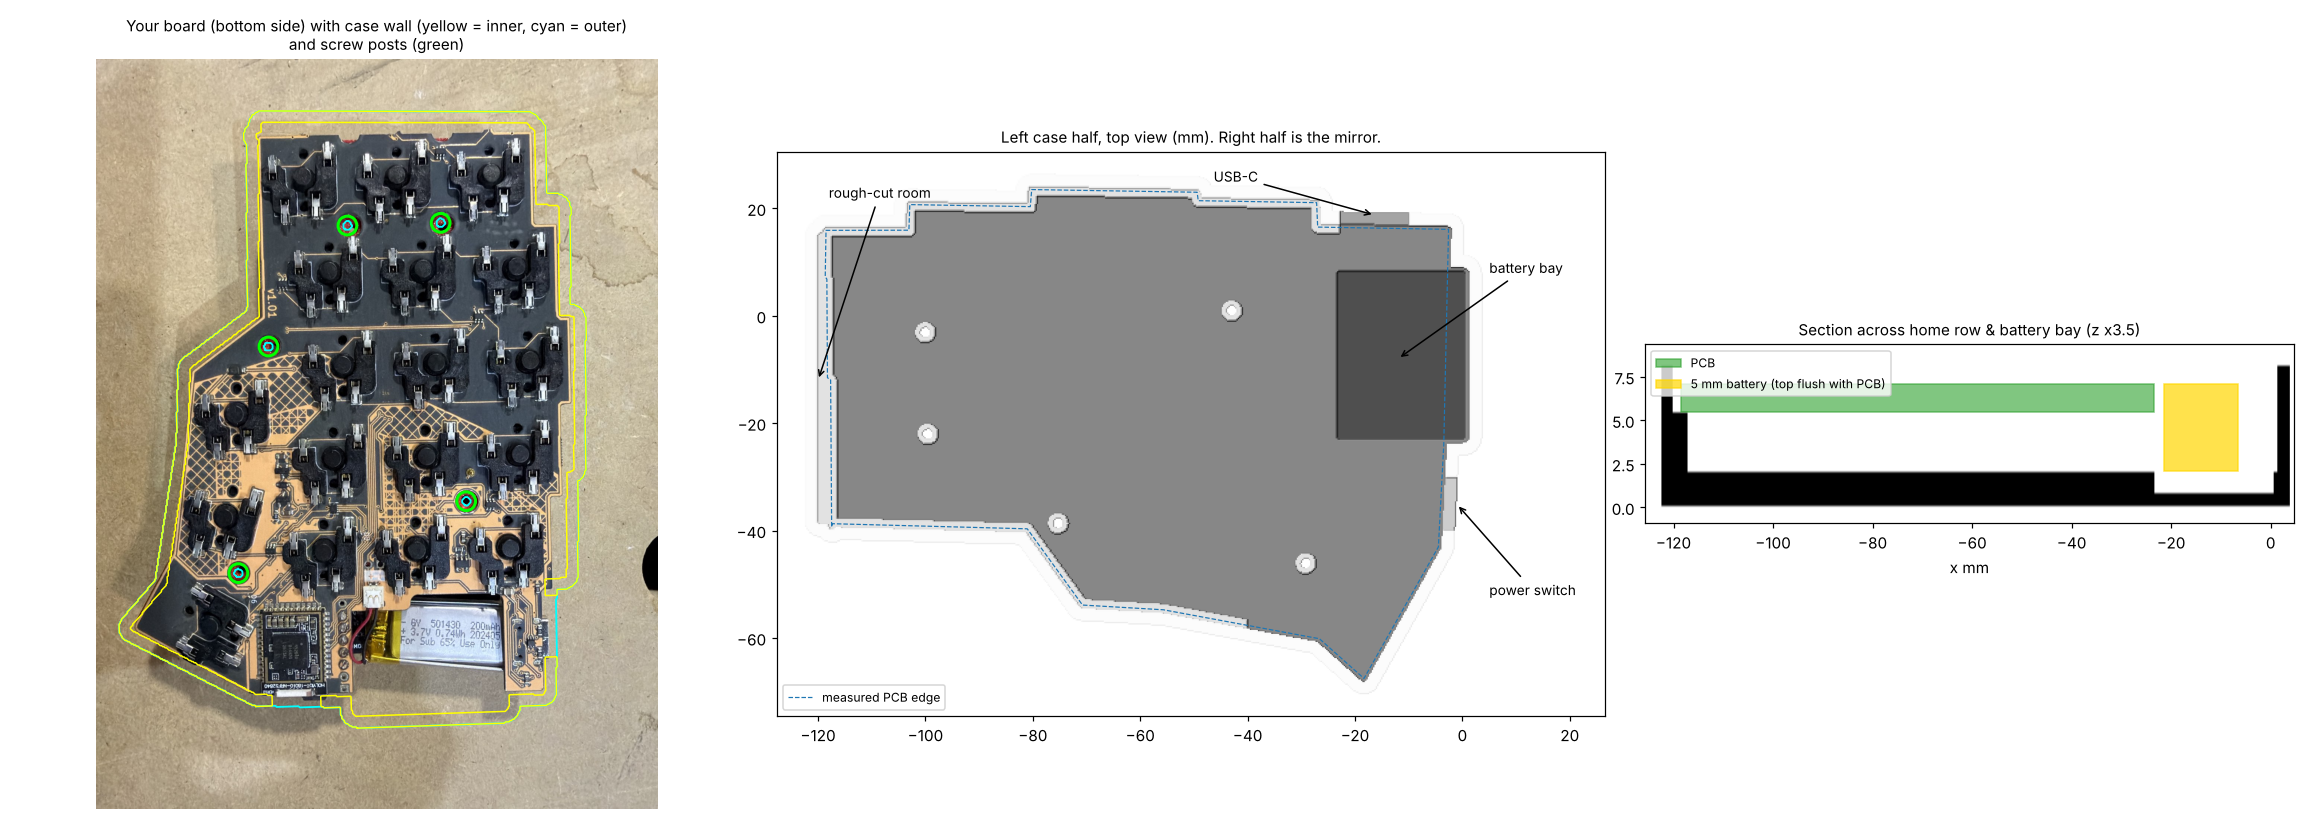 Your board (bottom side) with case wall (yellow = inner, cyan = outer)
and screw posts (green)
v1.01
6V 501430 200mAh
+ 3.7V 0.74Wh 202405
For Sub 65% Use Only
Left case half, top view (mm). Right half is the mirror.
USB-C
rough-cut room
battery bay
power switch
measured PCB edge
20
0
−20
−40
−60
−120
−100
−80
−60
−40
−20
0
20
Section across home row & battery bay (z x3.5)
PCB
5 mm battery (top flush with PCB)
7.5
5.0
2.5
0.0
−120
−100
−80
−60
−40
−20
0
x mm